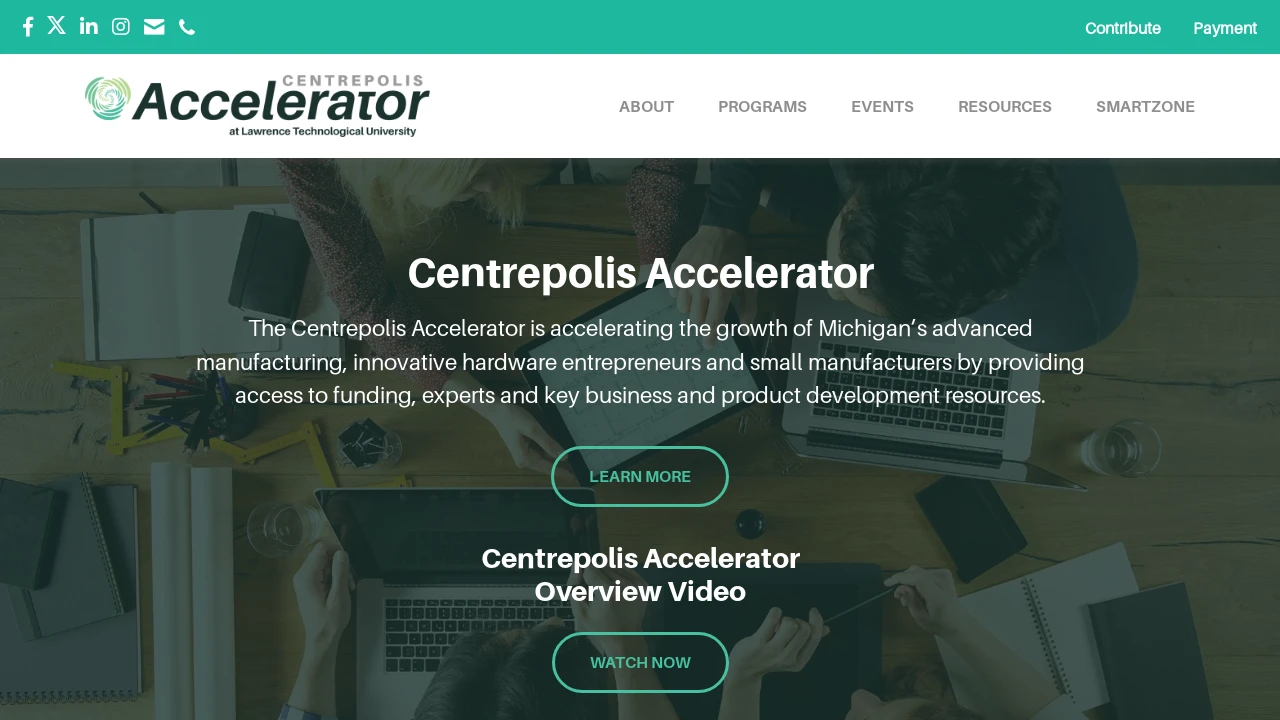 Contribute
Payment
CENTREPOLIS
Accelerator
at Lawrence Technological University
ABOUT
PROGRAMS
EVENTS
RESOURCES
SMARTZONE
Centrepolis Accelerator
The Centrepolis Accelerator is accelerating the growth of Michigan’s advanced
manufacturing, innovative hardware entrepreneurs and small manufacturers by providing
access to funding, experts and key business and product development resources.
LEARN MORE
Centrepolis Accelerator
Overview Video
WATCH NOW